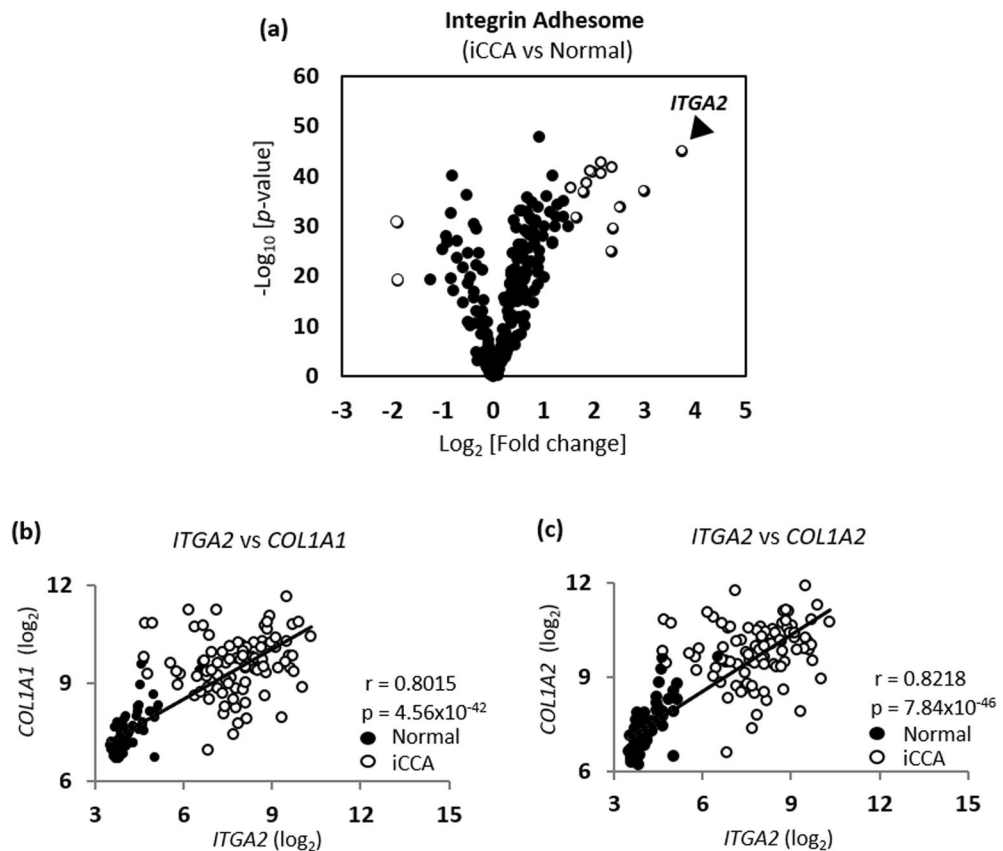 (a)
Integrin Adhesome
(iCCA vs Normal)
ITGA2
-Log₁₀ [p-value]
60
50
40
30
20
10
0
-3 -2 -1 0 1 2 3 4 5
Log₂ [Fold change]
(b)
ITGA2 vs COL1A1
COL1A1 (log₂)
12
9
6
r = 0.8015
p = 4.56x10⁻⁴²
Normal
iCCA
3 6 9 12 15
ITGA2 (log₂)
(c)
ITGA2 vs COL1A2
COL1A2 (log₂)
12
9
6
r = 0.8218
p = 7.84x10⁻⁴⁶
Normal
iCCA
3 6 9 12 15
ITGA2 (log₂)